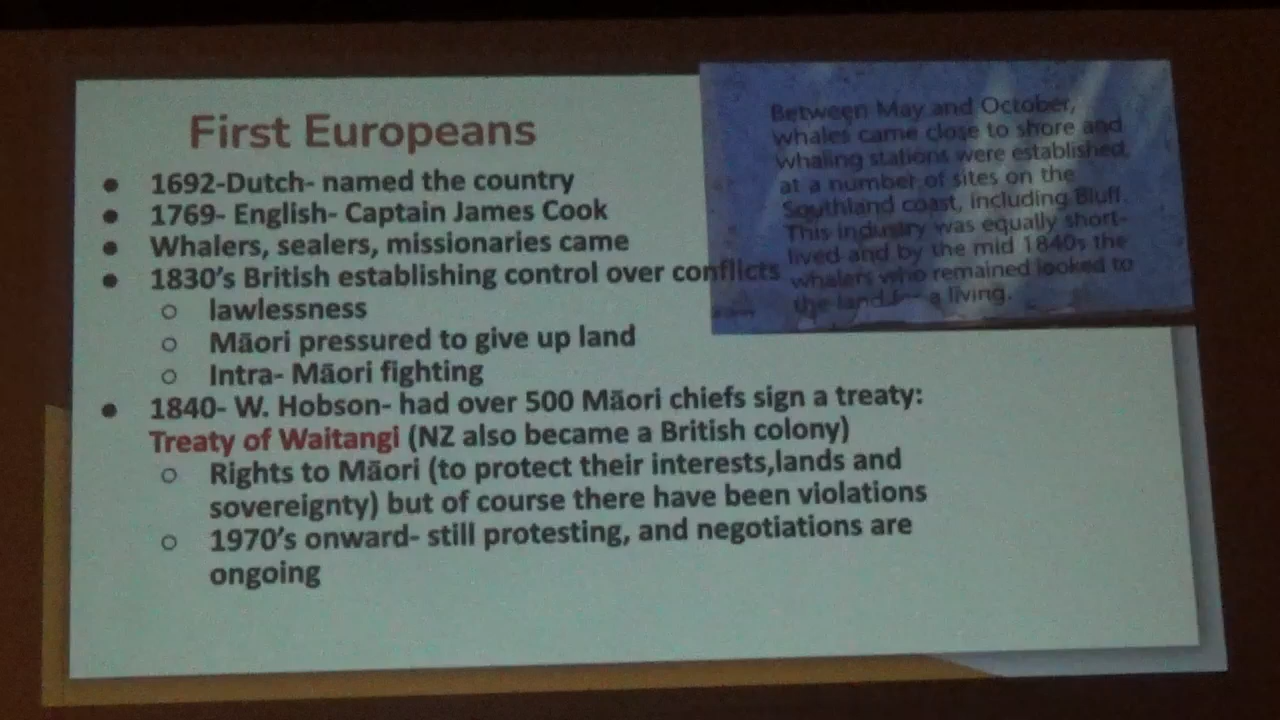 First Europeans
1692-Dutch- named the country
1769- English- Captain James Cook
Whalers, sealers, missionaries came
1830's British establishing control over conflicts
lawlessness
Māori pressured to give up land
Intra- Māori fighting
1840- W. Hobson- had over 500 Māori chiefs sign a treaty:
Treaty of Waitangi (NZ also became a British colony)
Rights to Māori (to protect their interests,lands and
sovereignty) but of course there have been violations
1970's onward- still protesting, and negotiations are
ongoing
Between May and October,
whales came close to shore and
whaling stations were established
at a number of sites on the
Southland coast, including Bluff.
This industry was equally short-
lived and by the mid 1840s the
whalers who remained looked to
the land for a living.